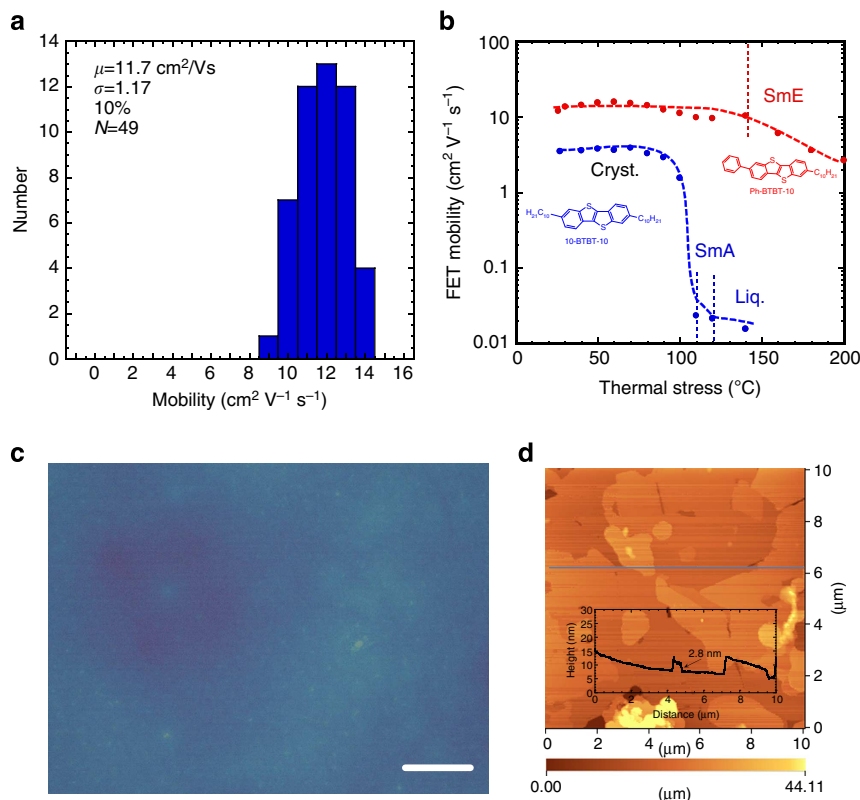 a
14
12
10
8
6
4
2
0
Number
μ=11.7 cm²/Vs
σ=1.17
10%
N=49
0 2 4 6 8 10 12 14 16
Mobility (cm² V⁻¹ s⁻¹)
b
100
10
1
0.1
0.01
FET mobility (cm² V⁻¹ s⁻¹)
SmE
Cryst.
Ph-BTBT-10
S
S
C₁₀H₂₁
H₂₁C₁₀
S
S
C₁₀H₂₁
10-BTBT-10
SmA
Liq.
0 50 100 150 200
Thermal stress (°C)
c
d
10
8
6
4
2
0
(μm)
30
25
20
15
10
5
0
Height (nm)
2.8 nm
0 2 4 6 8 10
Distance (μm)
0 2 4 6 8 10
(μm)
0.00 44.11
(μm)